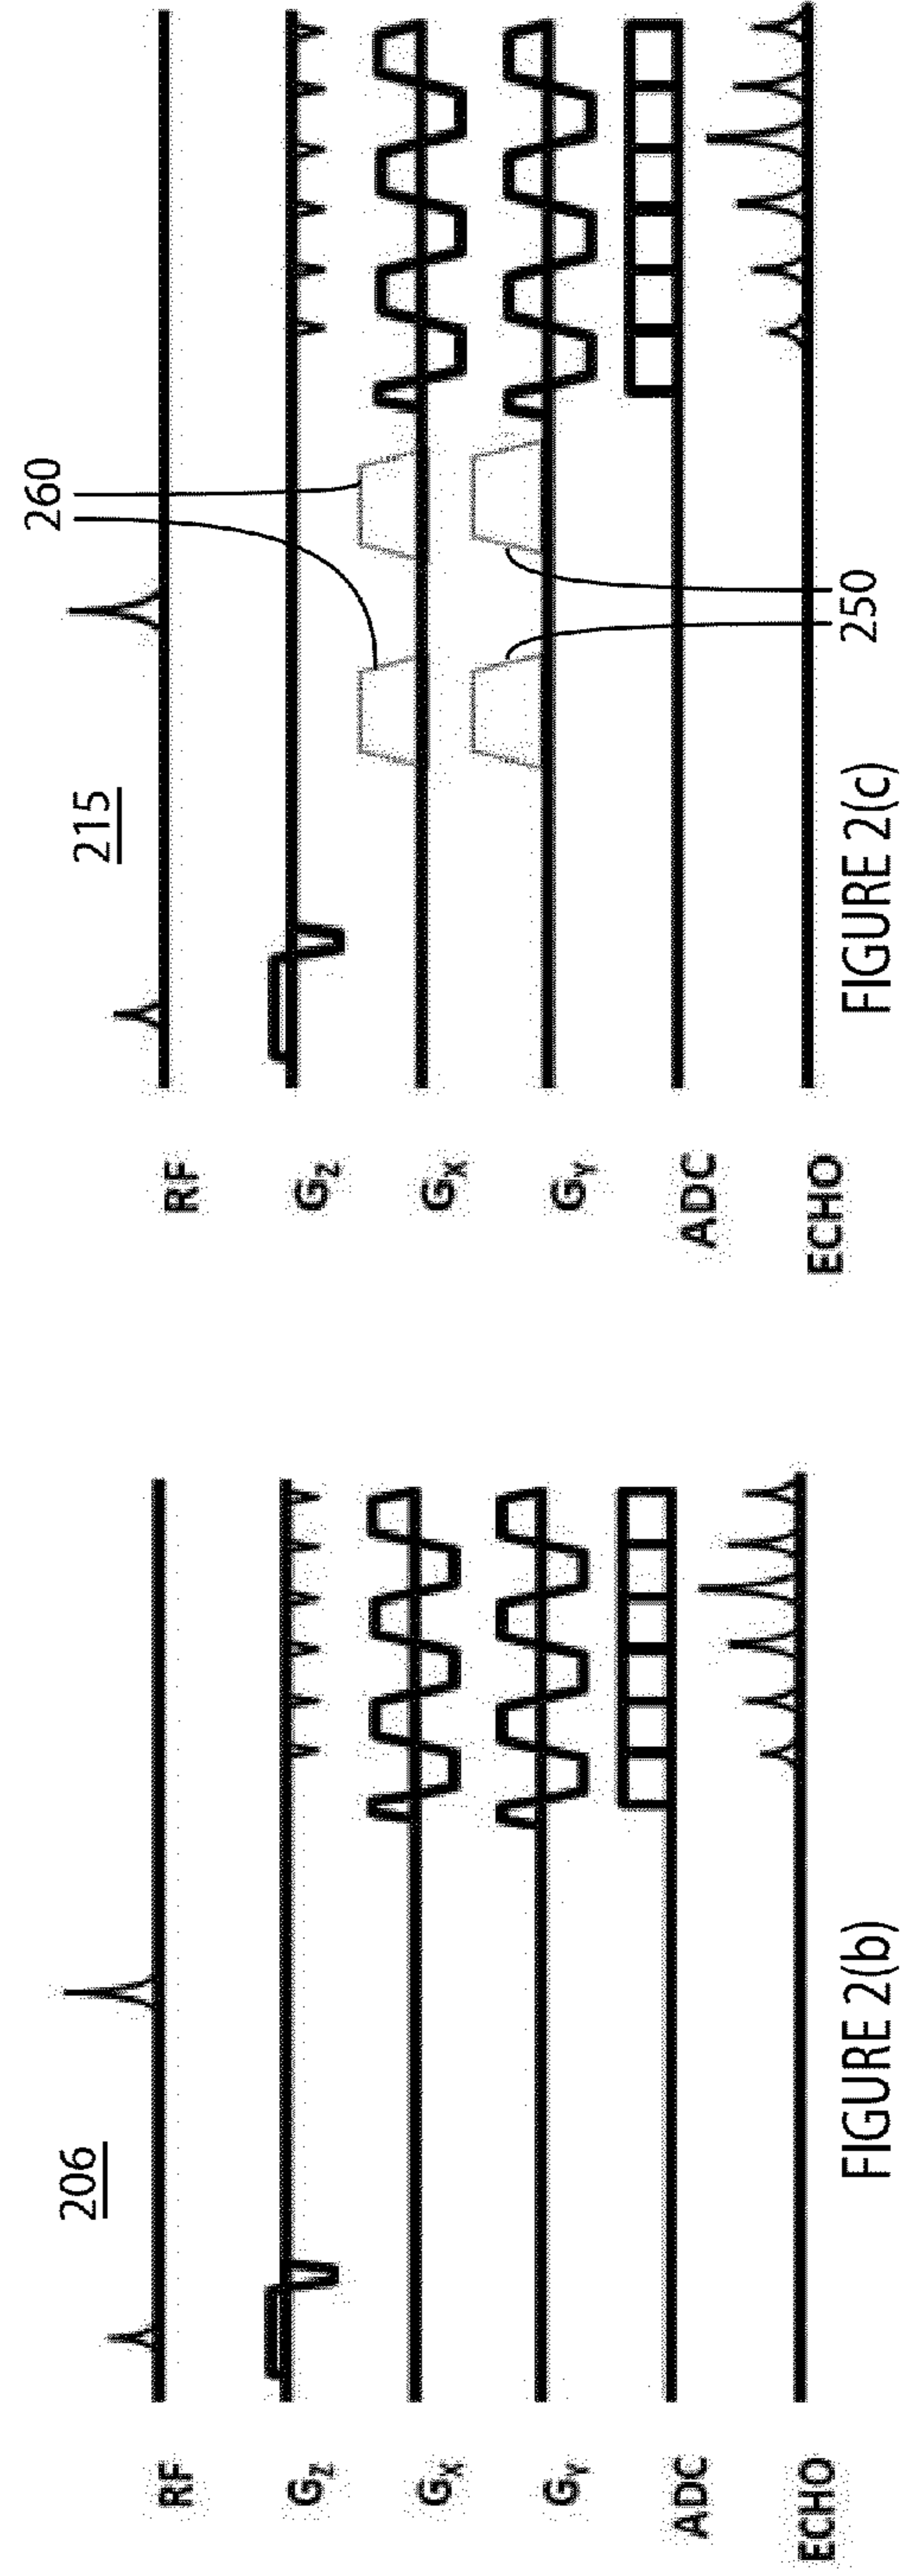 206
RF
GZ
GX
GY
ADC
ECHO
FIGURE 2(b)
215
260
RF
GZ
GX
GY
ADC
ECHO
250
FIGURE 2(c)